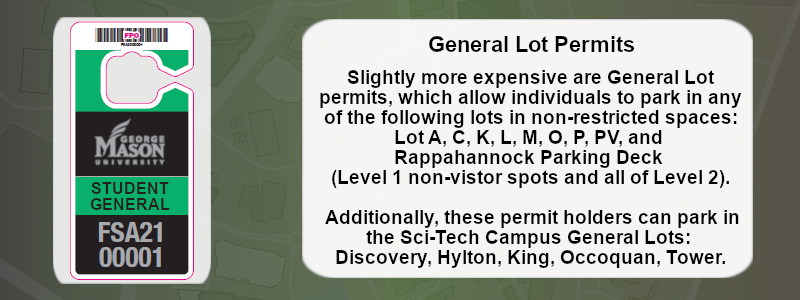 FPO
GEORGE
MASON
UNIVERSITY
STUDENT
GENERAL
FSA21
00001
General Lot Permits
Slightly more expensive are General Lot
permits, which allow individuals to park in any
of the following lots in non-restricted spaces:
Lot A, C, K, L, M, O, P, PV, and
Rappahannock Parking Deck
(Level 1 non-vistor spots and all of Level 2).
Additionally, these permit holders can park in
the Sci-Tech Campus General Lots:
Discovery, Hylton, King, Occoquan, Tower.